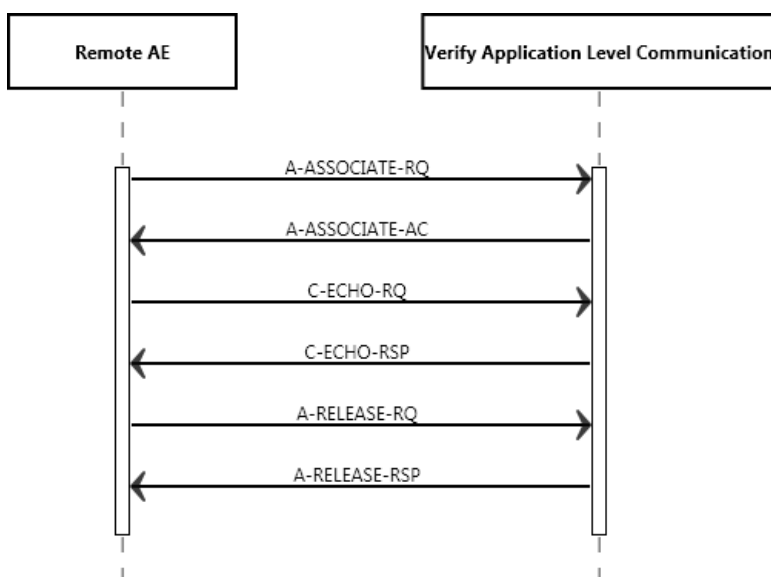 Remote AE
Verify Application Level Communication
A-ASSOCIATE-RQ
A-ASSOCIATE-AC
C-ECHO-RQ
C-ECHO-RSP
A-RELEASE-RQ
A-RELEASE-RSP